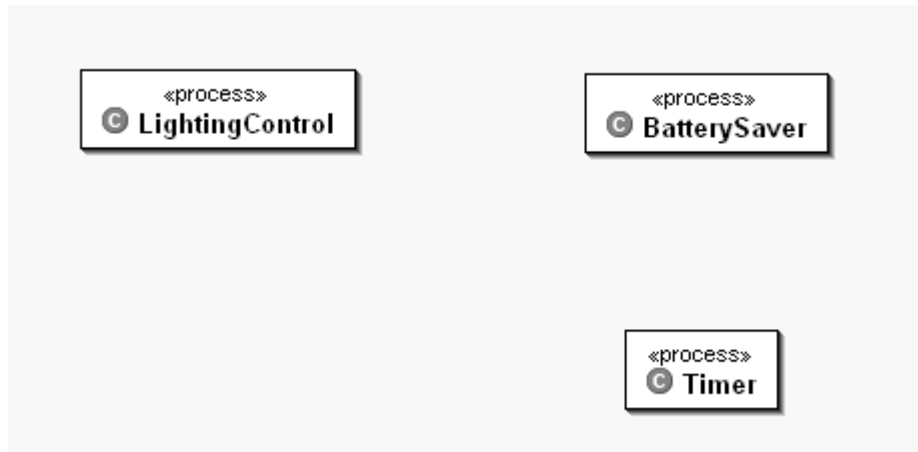 «process»
C LightingControl
«process»
C BatterySaver
«process»
C Timer